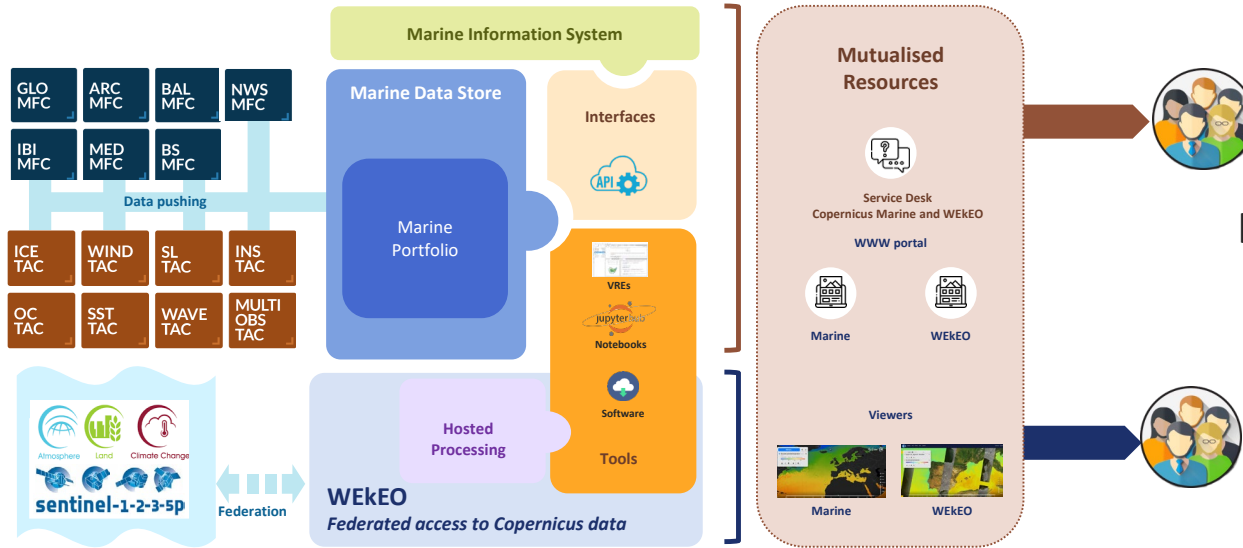 Marine Information System
GLO
MFC
ARC
MFC
BAL
MFC
NWS
MFC
IBI
MFC
MED
MFC
BS
MFC
Data pushing
ICE
TAC
WIND
TAC
SL
TAC
INS
TAC
OC
TAC
SST
TAC
WAVE
TAC
MULTI
OBS
TAC
Marine Data Store
Marine
Portfolio
Interfaces
API
VREs
jupyterhub
Notebooks
Software
Tools
Hosted
Processing
WEkEO
Federated access to Copernicus data
Atmosphere
Land
Climate Change
sentinel-1-2-3-5p
Federation
Mutualised
Resources
Service Desk
Copernicus Marine and WEkEO
WWW portal
Marine
WEkEO
Viewers
Marine
WEkEO